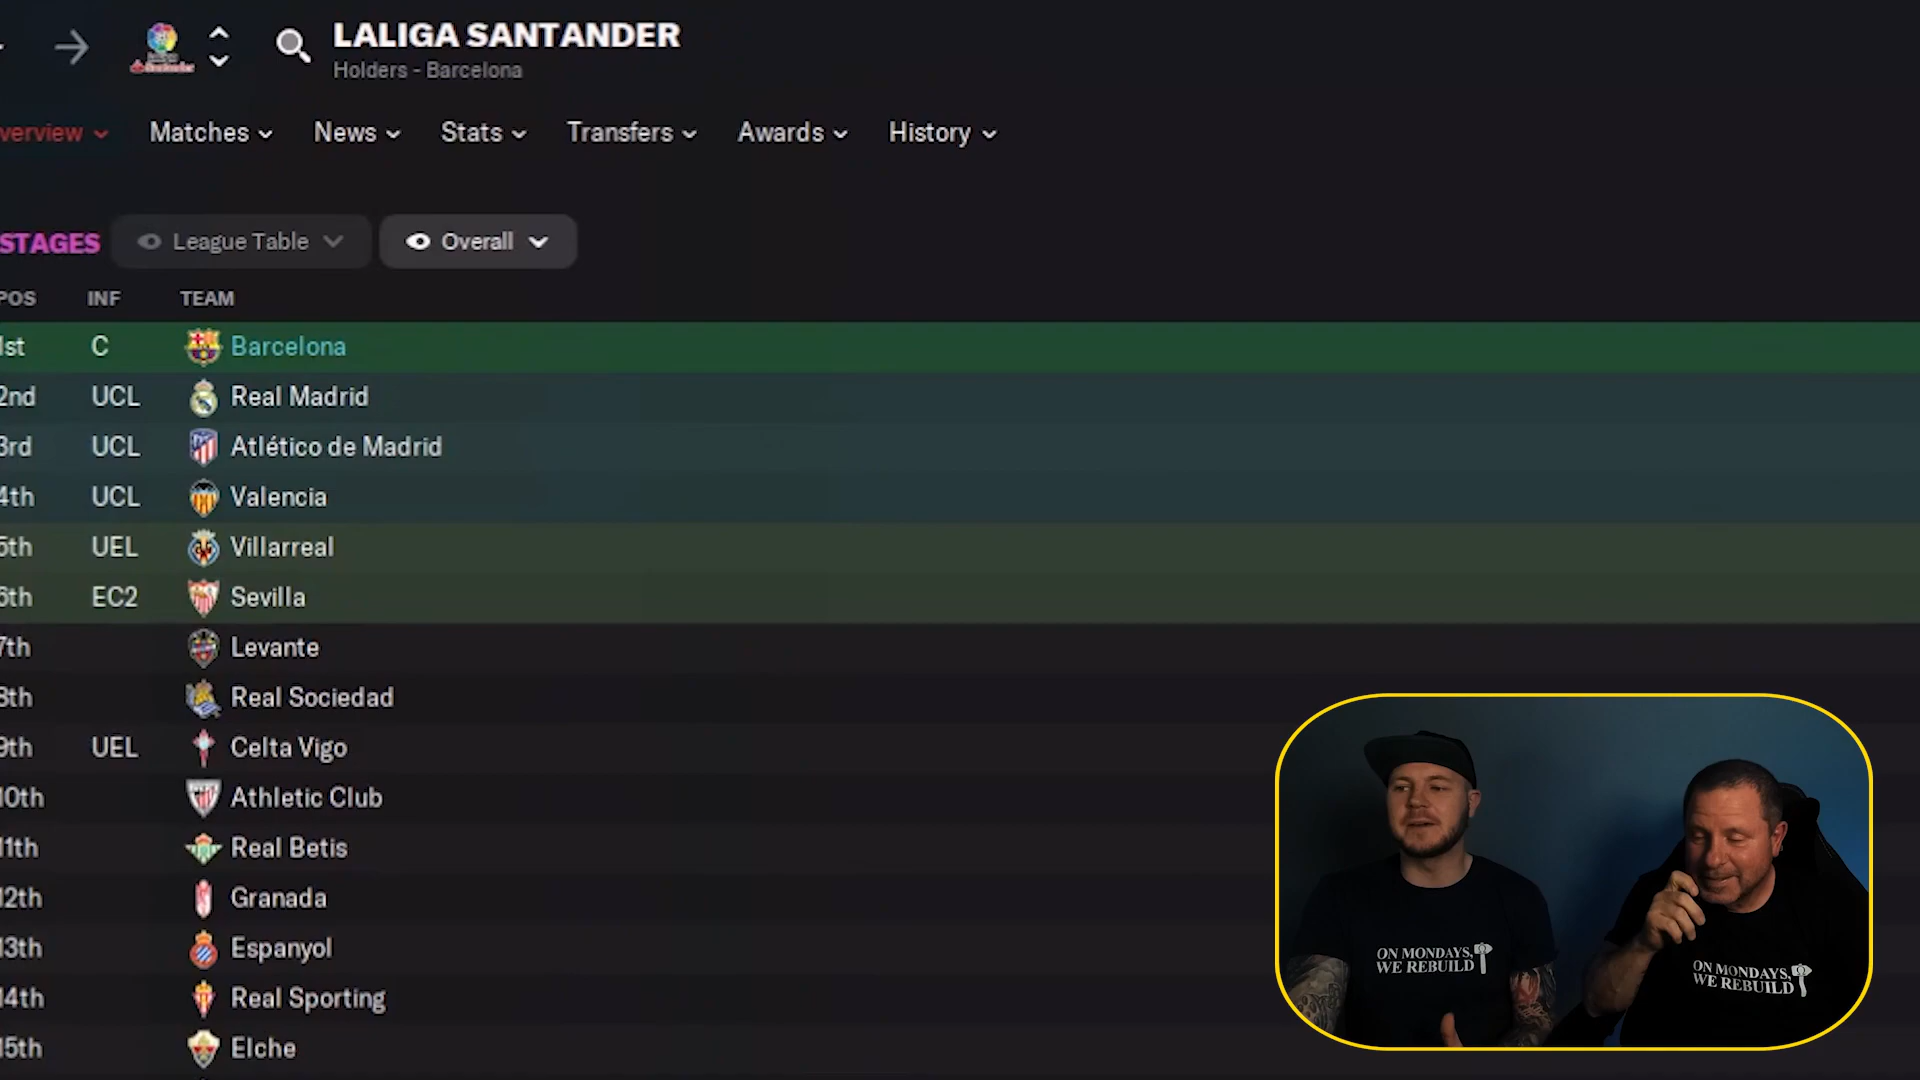 LALIGA SANTANDER
Holders - Barcelona
verview Matches News Stats Transfers Awards History
STAGES League Table Overall
POS INF TEAM
1st C Barcelona
2nd UCL Real Madrid
3rd UCL Atlético de Madrid
4th UCL Valencia
5th UEL Villarreal
6th EC2 Sevilla
7th Levante
8th Real Sociedad
9th UEL Celta Vigo
10th Athletic Club
11th Real Betis
12th Granada
13th Espanyol
14th Real Sporting
15th Elche
ON MONDAYS,
WE REBUILD
ON MONDAYS,
WE REBUILD